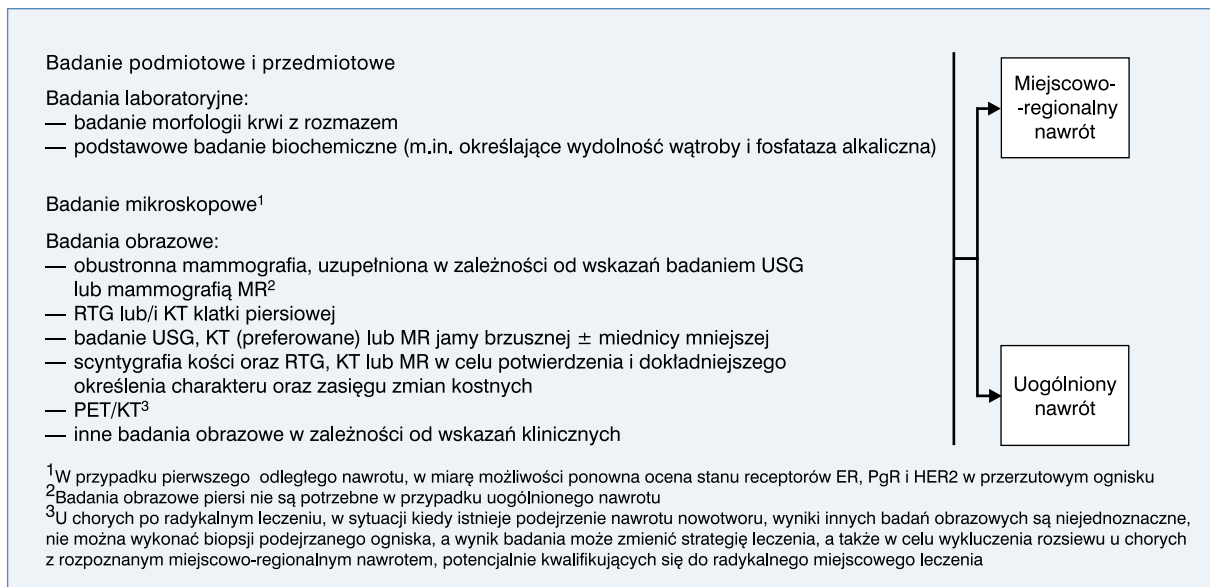 Badanie podmiotowe i przedmiotowe
Badania laboratoryjne:
— badanie morfologii krwi z rozmazem
— podstawowe badanie biochemiczne (m.in. określające wydolność wątroby i fosfataza alkaliczna)
Badanie mikroskopowe¹
Badania obrazowe:
— obustronna mammografia, uzupełniona w zależności od wskazań badaniem USG
lub mammografią MR²
— RTG lub/i KT klatki piersiowej
— badanie USG, KT (preferowane) lub MR jamy brzusznej ± miednicy mniejszej
— scyntygrafia kości oraz RTG, KT lub MR w celu potwierdzenia i dokładniejszego
określenia charakteru oraz zasięgu zmian kostnych
— PET/KT³
— inne badania obrazowe w zależności od wskazań klinicznych
Miejscowo-
-regionalny
nawrót
Uogólniony
nawrót
¹W przypadku pierwszego odległego nawrotu, w miarę możliwości ponowna ocena stanu receptorów ER, PgR i HER2 w przerzutowym ognisku
²Badania obrazowe piersi nie są potrzebne w przypadku uogólnionego nawrotu
³U chorych po radykalnym leczeniu, w sytuacji kiedy istnieje podejrzenie nawrotu nowotworu, wyniki innych badań obrazowych są niejednoznaczne,
nie można wykonać biopsji podejrzanego ogniska, a wynik badania może zmienić strategię leczenia, a także w celu wykluczenia rozsiewu u chorych
z rozpoznanym miejscowo-regionalnym nawrotem, potencjalnie kwalifikujących się do radykalnego miejscowego leczenia